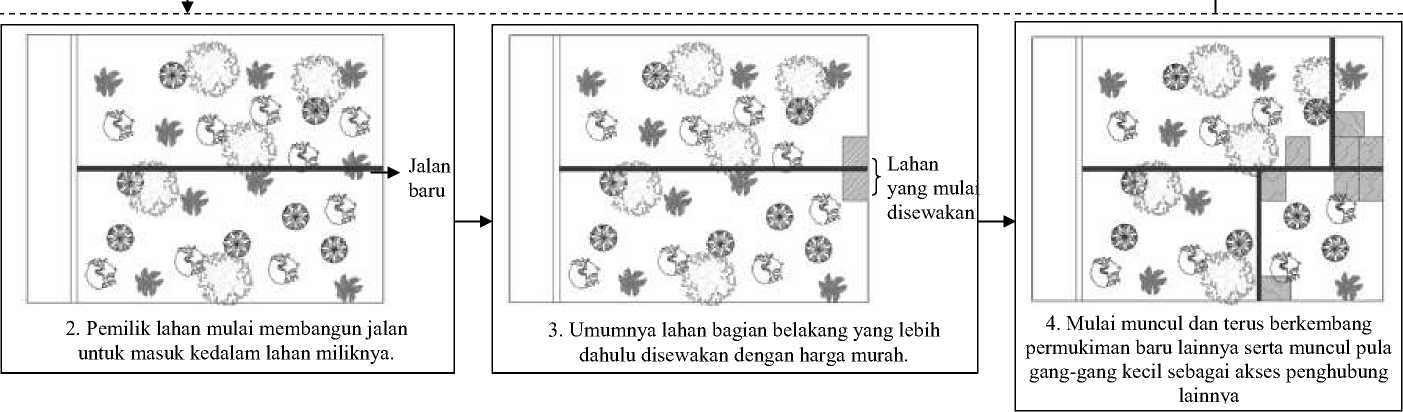 Jalan
baru
2. Pemilik lahan mulai membangun jalan
untuk masuk kedalam lahan miliknya.
Lahan
yang mulai
disewakan
3. Umumnya lahan bagian belakang yang lebih
dahulu disewakan dengan harga murah.
4. Mulai muncul dan terus berkembang
permukiman baru lainnya serta muncul pula
gang-gang kecil sebagai akses penghubung
lainnya